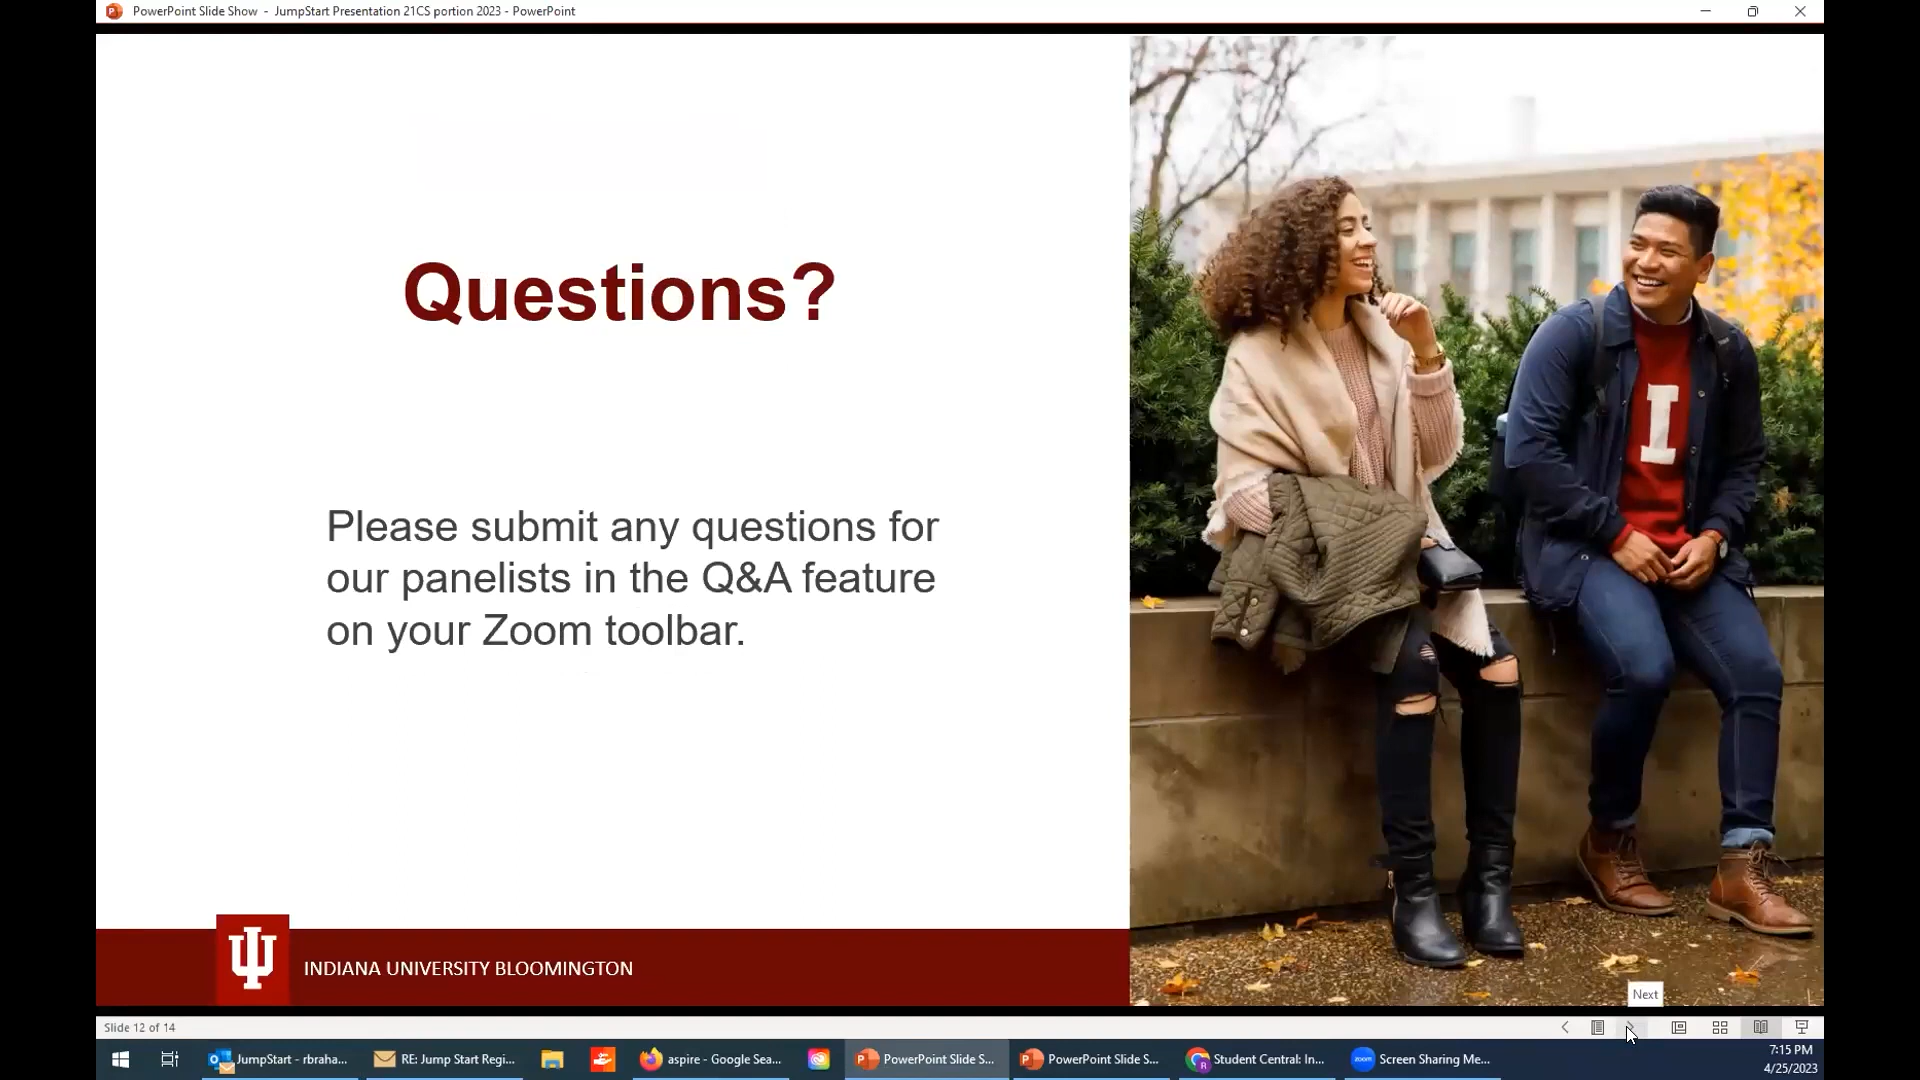 PowerPoint Slide Show - JumpStart Presentation 21CS portion 2023 - PowerPoint
Questions?
Please submit any questions for
our panelists in the Q&A feature
on your Zoom toolbar.
I
INDIANA UNIVERSITY BLOOMINGTON
Next
Slide 12 of 14
JumpStart - rbraha...
RE: Jump Start Regi...
aspire - Google Sea...
PowerPoint Slide S...
PowerPoint Slide S...
Student Central: In...
zoom
Screen Sharing Me...
7:15 PM
4/25/2023